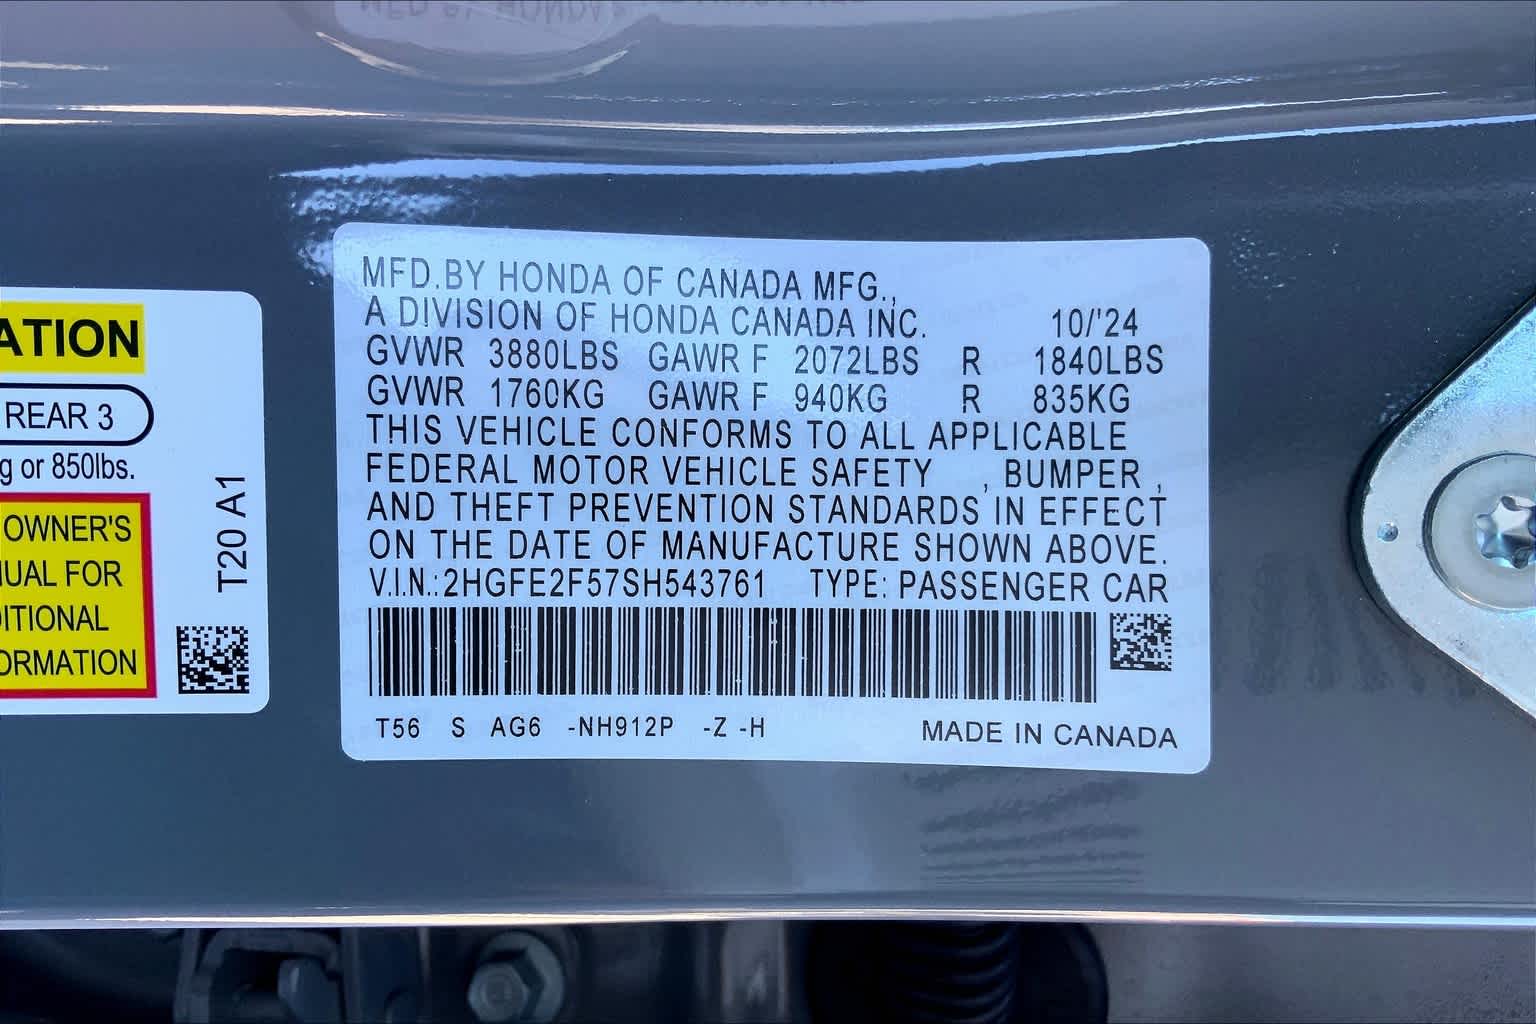 ATION
REAR 3
g or 850lbs.
OWNER'S
UAL FOR
ITIONAL
ORMATION
T20 A1
MFD.BY HONDA OF CANADA MFG.,
A DIVISION OF HONDA CANADA INC. 10/'24
GVWR 3880LBS GAWR F 2072LBS R 1840LBS
GVWR 1760KG GAWR F 940KG R 835KG
THIS VEHICLE CONFORMS TO ALL APPLICABLE
FEDERAL MOTOR VEHICLE SAFETY , BUMPER ,
AND THEFT PREVENTION STANDARDS IN EFFECT
ON THE DATE OF MANUFACTURE SHOWN ABOVE.
V.I.N.: 2HGFE2F57SH543761 TYPE: PASSENGER CAR
T56 S AG6 -NH912P -Z -H MADE IN CANADA